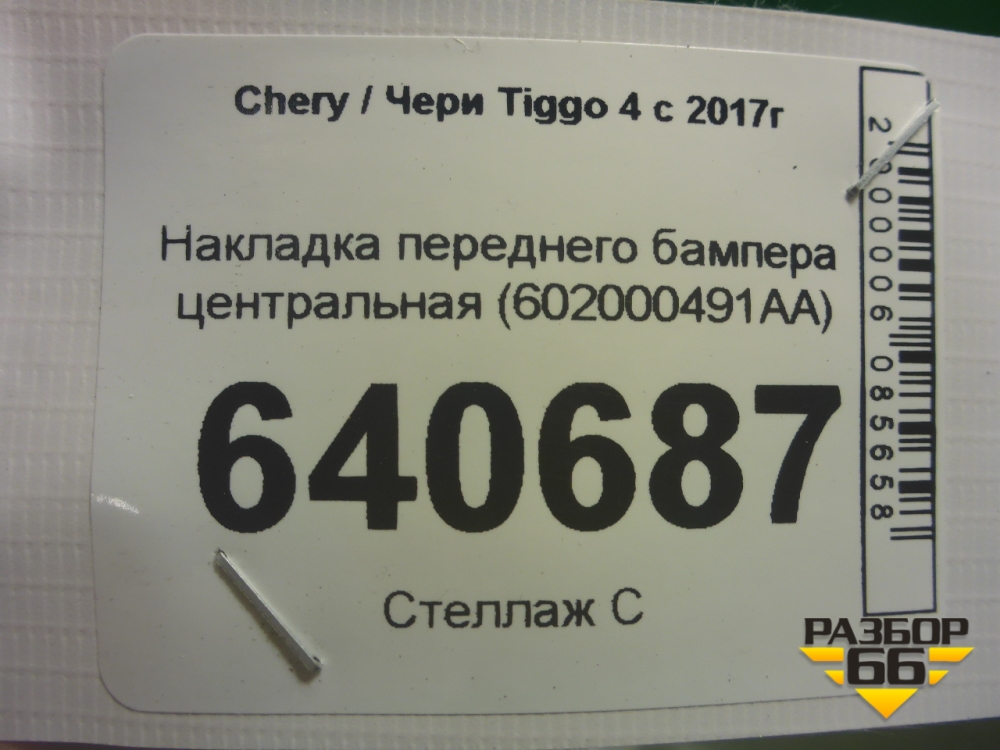 Chery / Чери Tiggo 4 с 2017г
Накладка переднего бампера
центральная (602000491AA)
640687
Стеллаж С
РАЗБОР
66